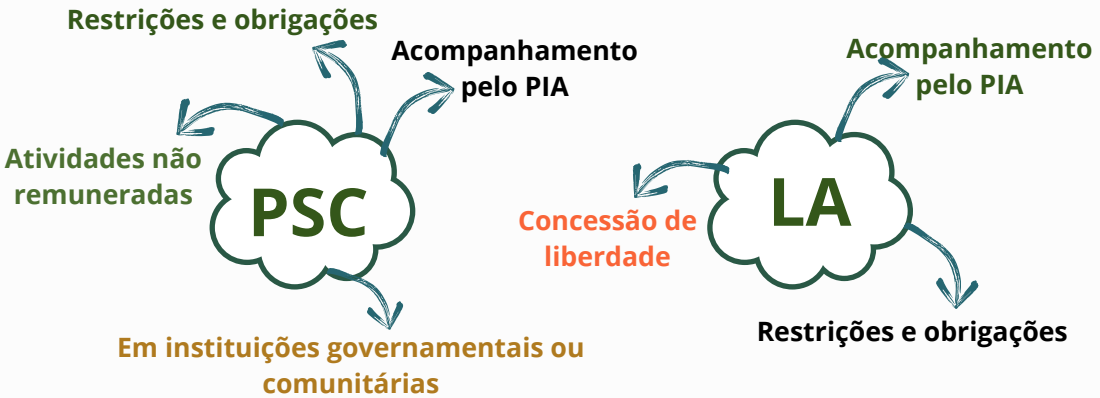 Restrições e obrigações
Acompanhamento
pelo PIA
Atividades não
remuneradas
PSC
Em instituições governamentais ou
comunitárias
Acompanhamento
pelo PIA
LA
Concessão de
liberdade
Restrições e obrigações